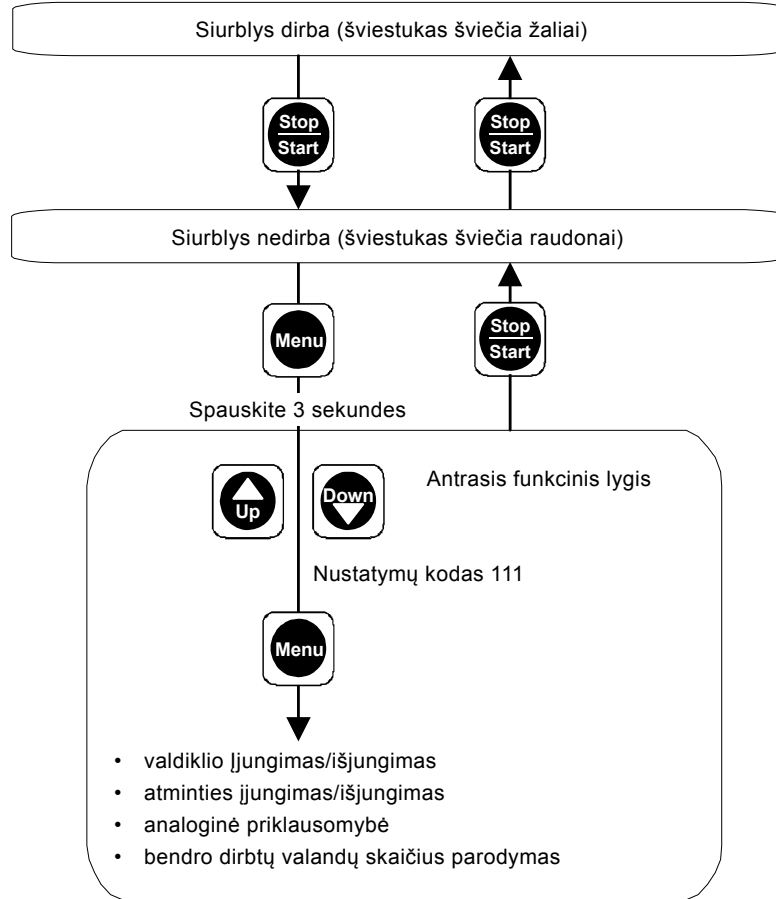 Siurblys dirba (šviestukas šviečia žaliai)
Stop
Start
Stop
Start
Siurblys nedirba (šviestukas šviečia raudonai)
Menu
Stop
Start
Spauskite 3 sekundes
Up
Down
Antrasis funkcinis lygis
Nustatymų kodas 111
Menu
• valdiklio Įjungimas/išjungimas
• atminties įjungimas/išjungimas
• analoginė priklausomybė
• bendro dirbtų valandų skaičius parodymas